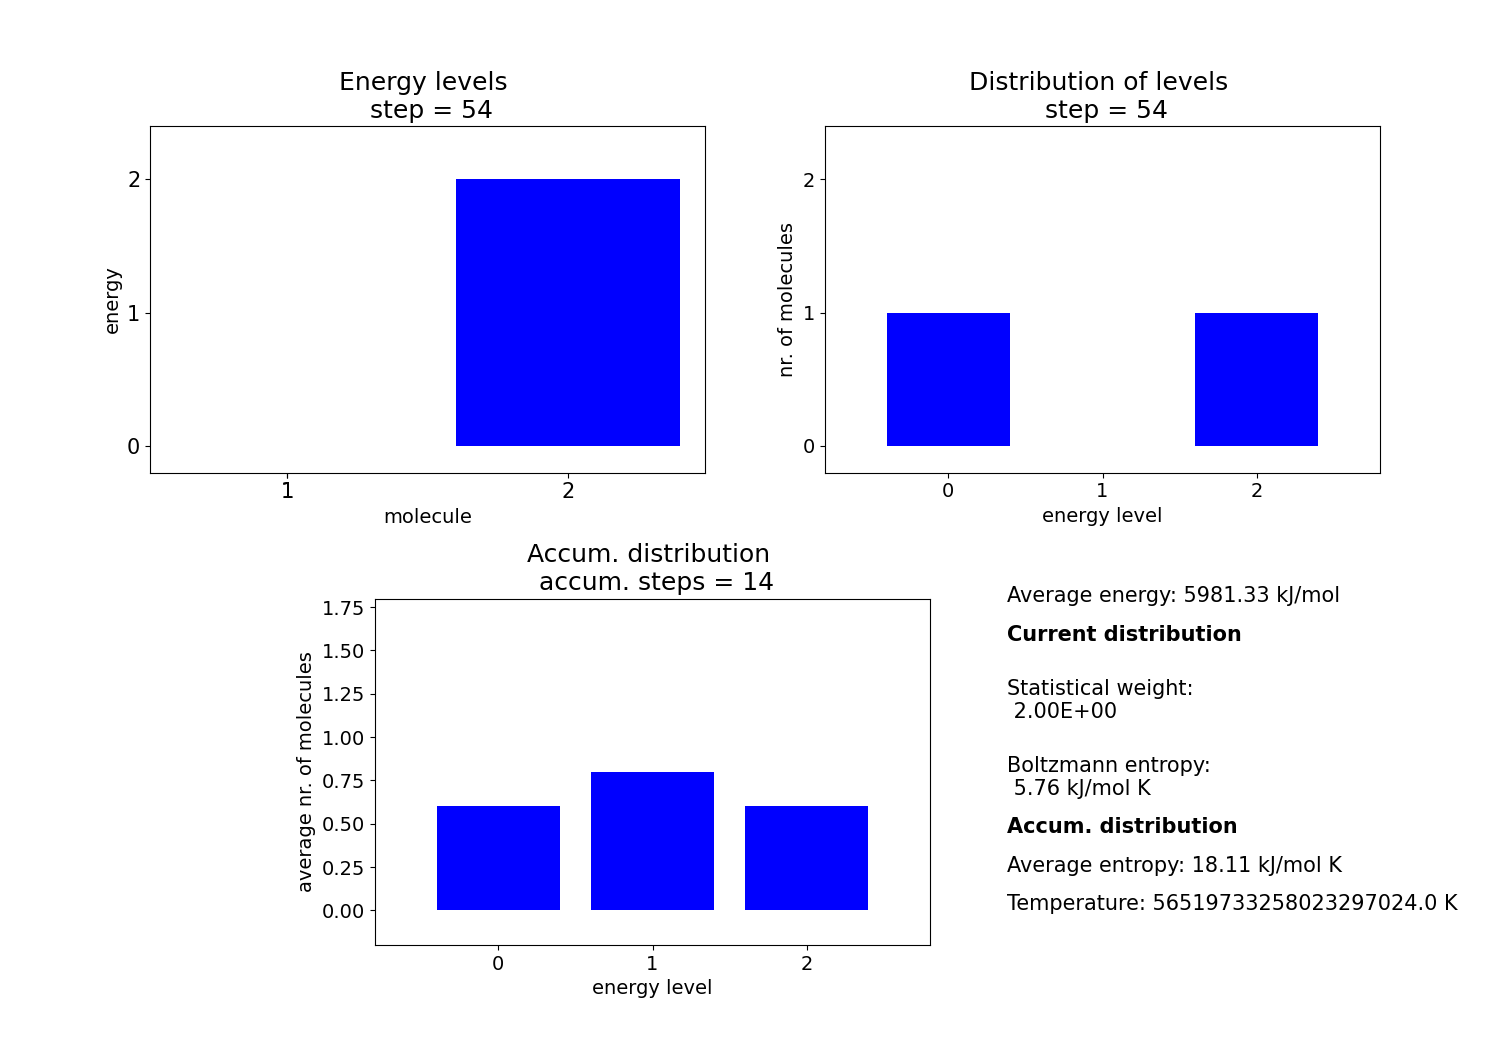 Energy levels
step = 54
2
1
0
energy
1
2
molecule
Distribution of levels
step = 54
2
1
0
nr. of molecules
0
1
2
energy level
Accum. distribution
accum. steps = 14
1.75
1.50
1.25
1.00
0.75
0.50
0.25
0.00
average nr. of molecules
0
1
2
energy level
Average energy: 5981.33 kJ/mol
Current distribution
Statistical weight:
2.00E+00
Boltzmann entropy:
5.76 kJ/mol K
Accum. distribution
Average entropy: 18.11 kJ/mol K
Temperature: 56519733258023297024.0 K